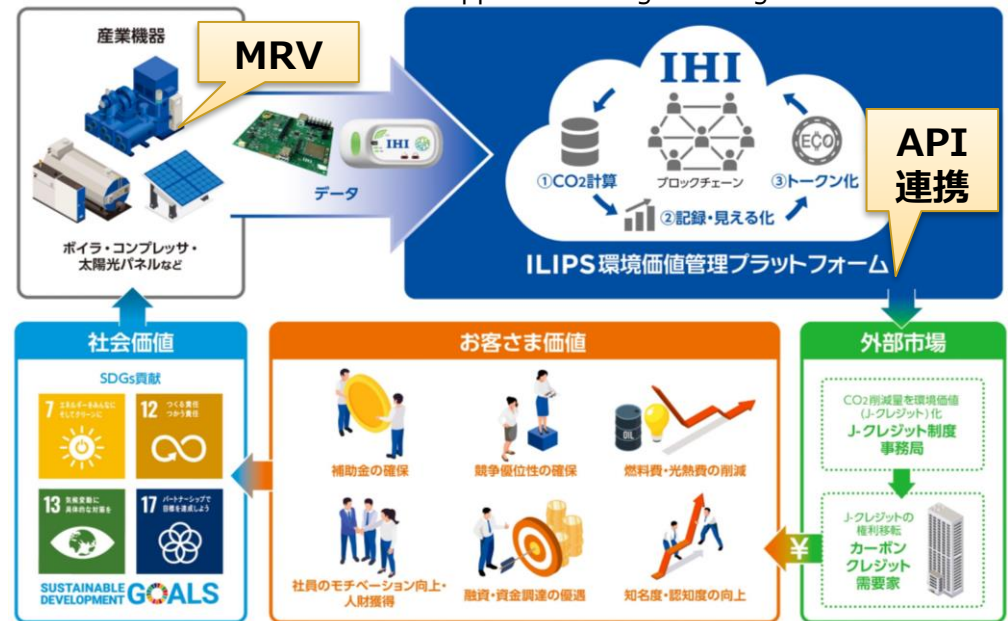 産業機器
MRV
IHI
データ
ボイラ・コンプレッサ・
太陽光パネルなど
IHI
①CO2計算
ブロックチェーン
③トークン化
ECO
②記録・見える化
ILIPS環境価値管理プラットフォーム
API
連携
社会価値
SDGs貢献
7 エネルギーをみんなに
そしてクリーンに
12 つくる責任
つかう責任
13 気候変動に
具体的な対策を
17 パートナーシップで
目標を達成しよう
SUSTAINABLE
DEVELOPMENT GOALS
お客さま価値
補助金の確保
競争優位性の確保
OIL
燃料費・光熱費の削減
社員のモチベーション向上・
人財獲得
融資・資金調達の優遇
知名度・認知度の向上
¥
外部市場
CO2削減量を環境価値
(J-クレジット)化
J-クレジット制度
事務局
J-クレジットの
権利移転
カーボン
クレジット
需要家